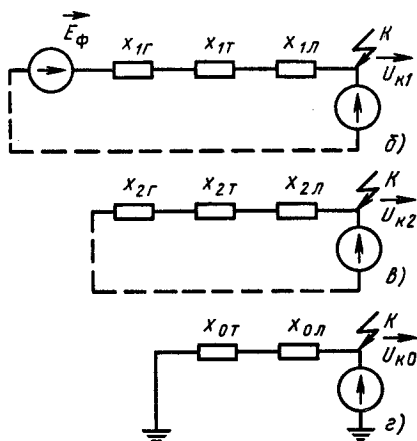 E_ф
x_1г x_1т x_1л K
U_к1
б)
x_2г x_2т x_2л K
U_к2
в)
x_0т x_0л K
U_к0
г)